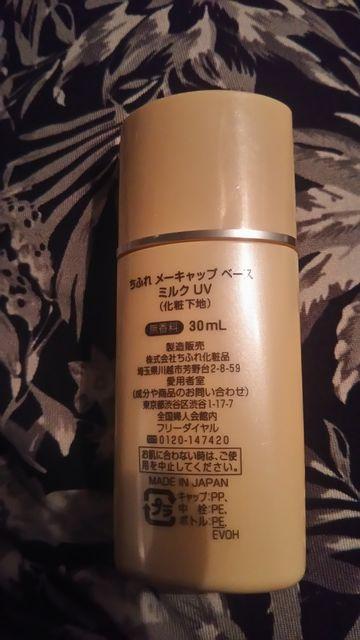 ちふれ メーキャップ ベース
ミルク UV
（化粧下地）
無香料 30mL
製造販売
株式会社ちふれ化粧品
埼玉県川越市芳野台2-8-59
愛用者室
（成分や商品のお問い合わせ）
東京都渋谷区渋谷1-17-7
全国婦人会館内
フリーダイヤル
0120-147420
お肌に合わない時は、ご使
用を中止してください。
MADE IN JAPAN
プラ
キャップ:PP、
中 栓:PE、
ボトル:PE、
EVOH